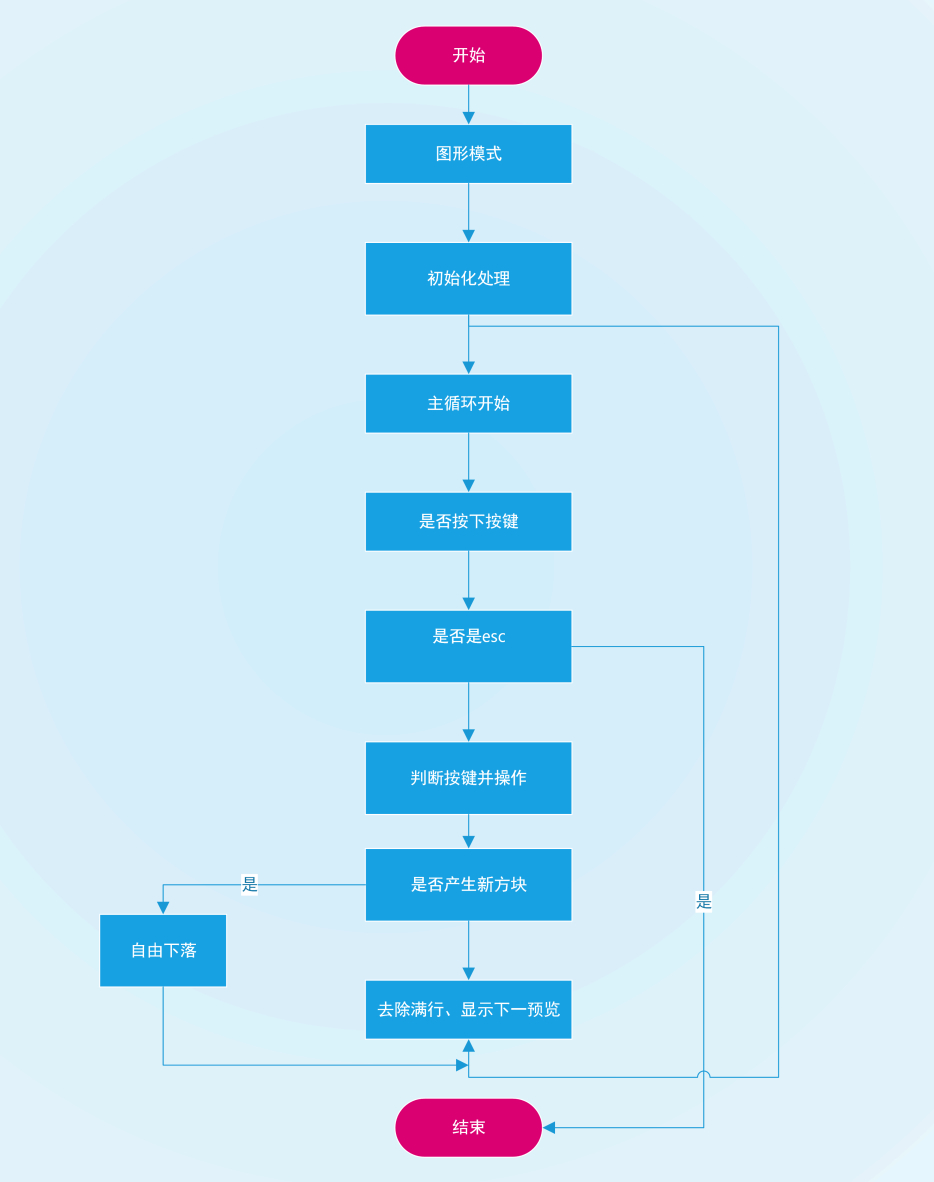 开始
图形模式
初始化处理
主循环开始
是否按下按键
是否是esc
判断按键并操作
是否产生新方块
是
是
自由下落
去除满行、显示下一预览
结束